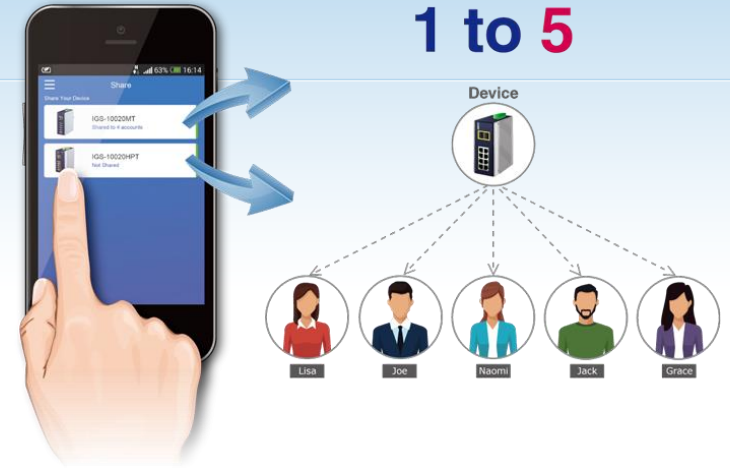 1 to 5
63% 16:14
Share
Share Your Device
IGS-10020MT
Shared to 4 accounts
IGS-10020HPT
Not Shared
Device
Lisa
Joe
Naomi
Jack
Grace